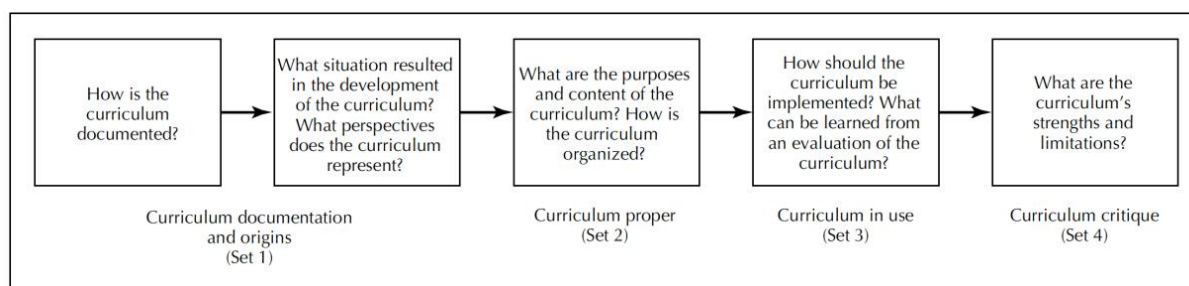 How is the
curriculum
documented?
What situation resulted
in the development
of the curriculum?
What perspectives
does the curriculum
represent?
What are the purposes
and content of the
curriculum? How is
the curriculum
organized?
How should the
curriculum be
implemented? What
can be learned from
an evaluation of the
curriculum?
What are the
curriculum’s
strengths and
limitations?
Curriculum documentation
and origins
(Set 1)
Curriculum proper
(Set 2)
Curriculum in use
(Set 3)
Curriculum critique
(Set 4)